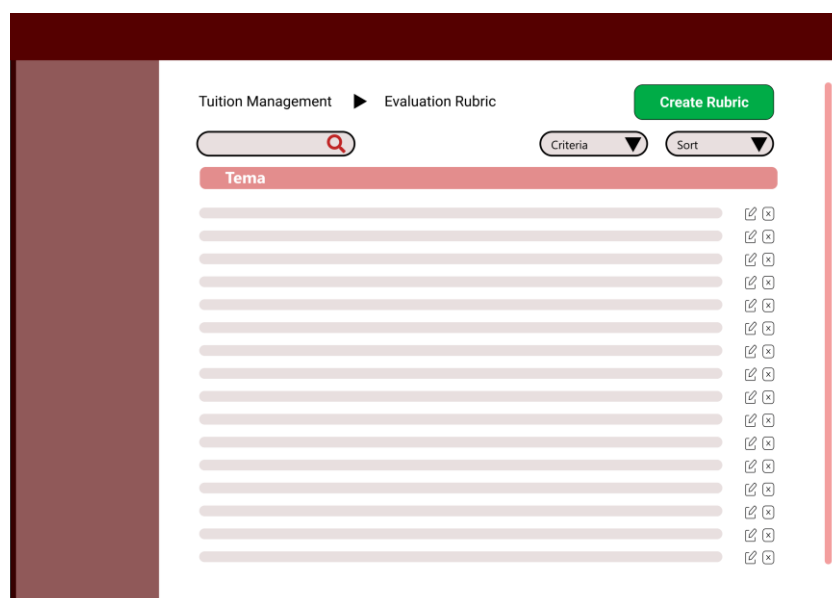 Tuition Management ▶ Evaluation Rubric
Create Rubric
Criteria
Sort
Tema